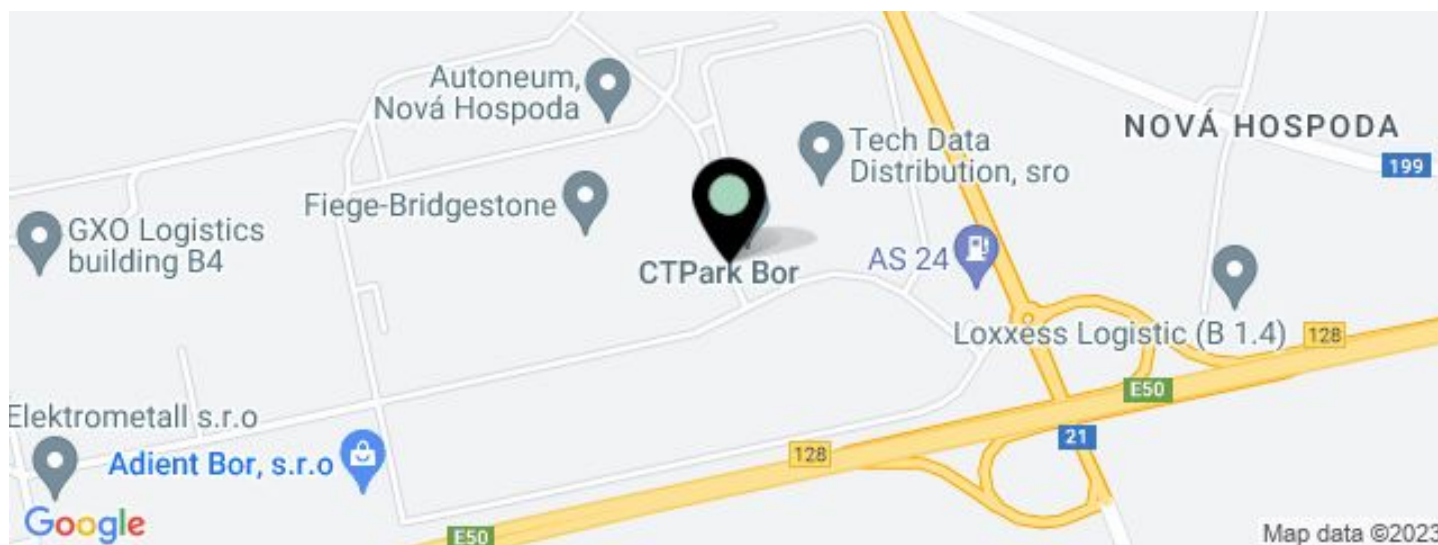 Autoneum,
Nová Hospoda
Tech Data
Distribution, sro
NOVÁ HOSPODA
199
Fiege-Bridgestone
GXO Logistics
building B4
CTPark Bor
AS 24
Loxxess Logistic (B 1.4)
128
E50
Elektrometall s.r.o
Adient Bor, s.r.o
128
21
Google
E50
Map data ©2023